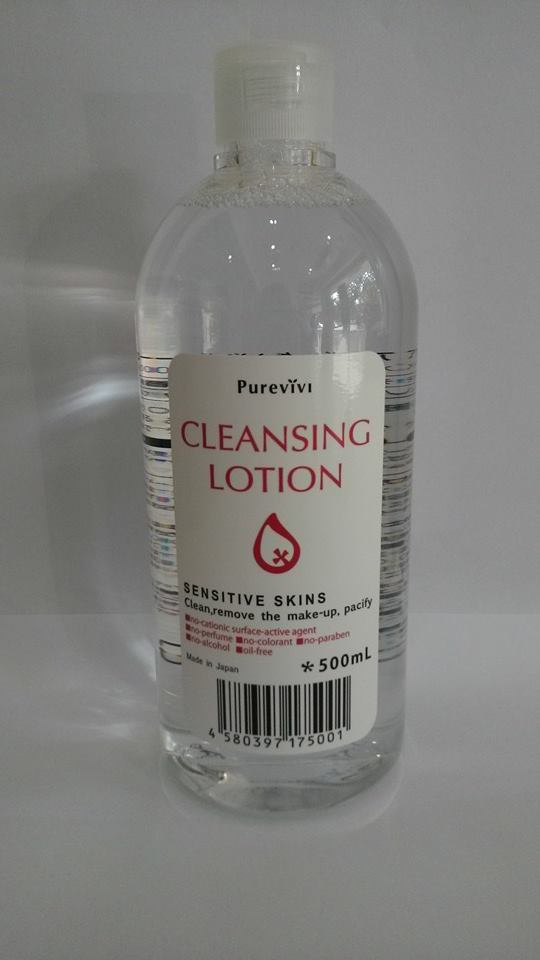 Purevivi
CLEANSING
LOTION
SENSITIVE SKINS
Clean,remove the make-up, pacify
■no-cationic surface-active agent
■no-perfume ■no-colorant ■no-paraben
■no-alcohol ■oil-free
Made in Japan
*500mL
4 580397 175001